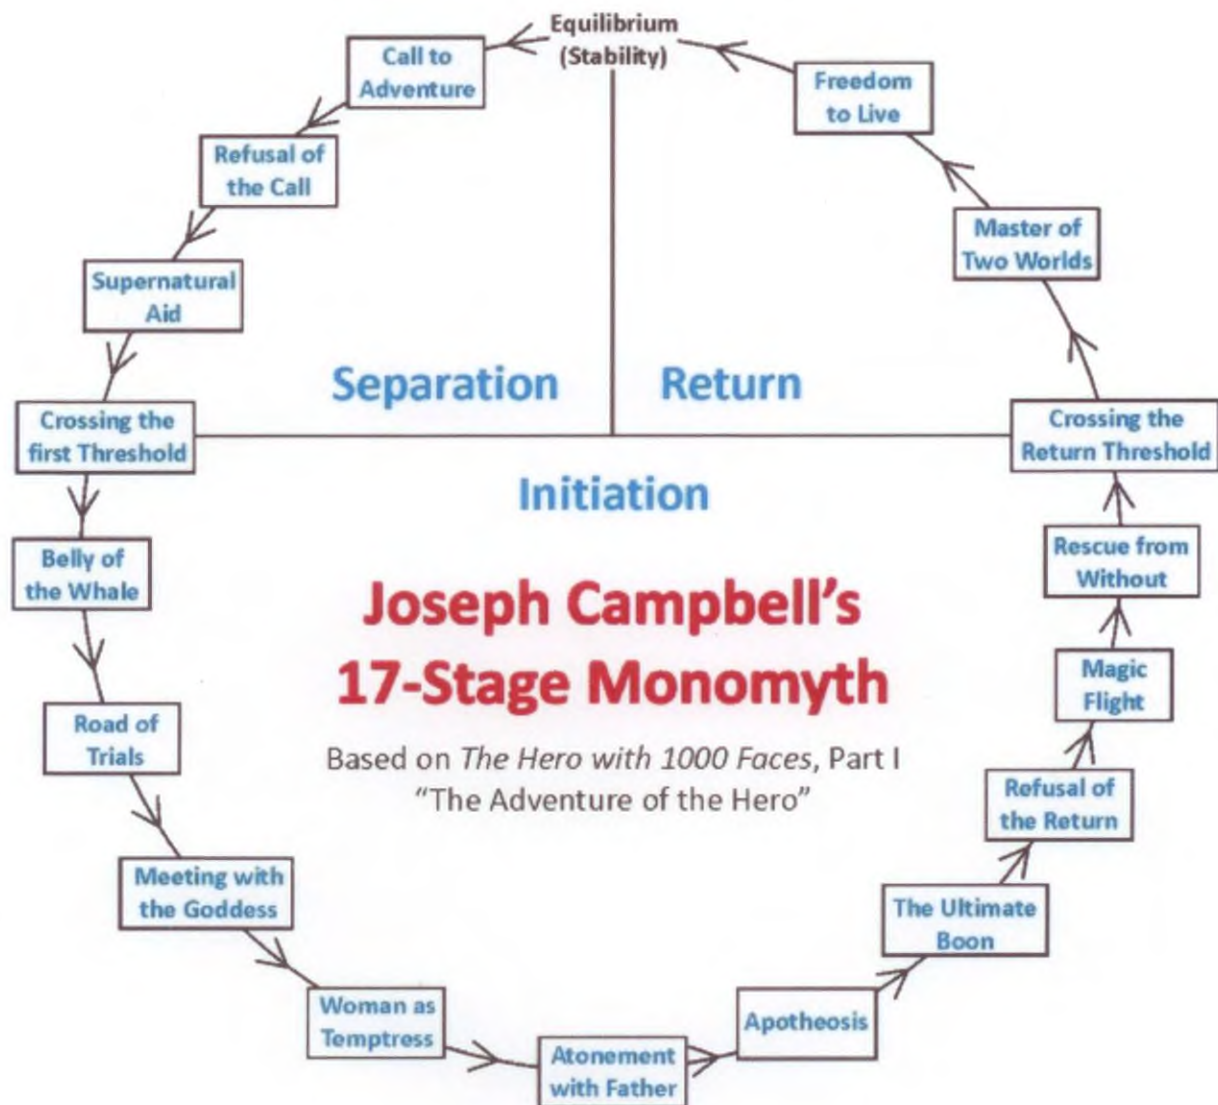 Equilibrium
(Stability)
Call to
Adventure
Refusal of
the Call
Supernatural
Aid
Crossing the
first Threshold
Belly of
the Whale
Road of
Trials
Meeting with
the Goddess
Woman as
Temptress
Atonement
with Father
Apotheosis
The Ultimate
Boon
Refusal of
the Return
Magic
Flight
Rescue from
Without
Crossing the
Return Threshold
Master of
Two Worlds
Freedom
to Live
Separation
Return
Initiation
Joseph Campbell’s
17-Stage Monomyth
Based on The Hero with 1000 Faces, Part I
“The Adventure of the Hero”